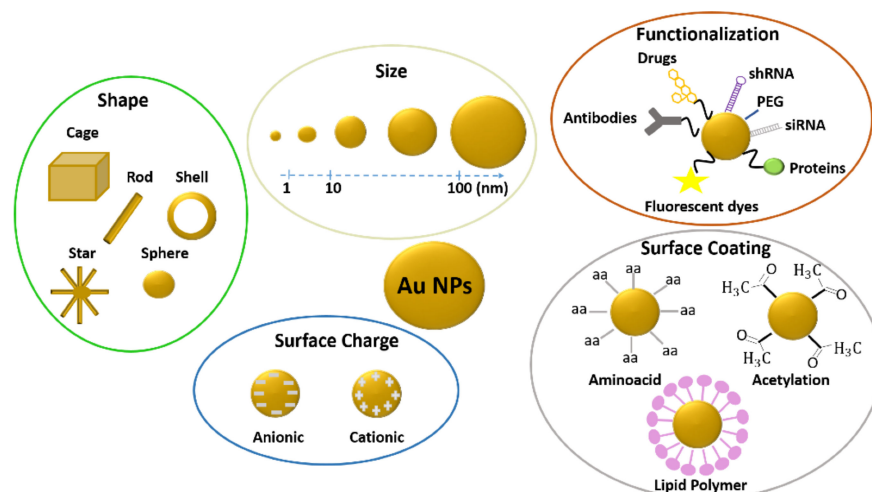 Shape
Cage
Rod
Shell
Star
Sphere
Size
1
10
100 (nm)
Functionalization
Drugs
shRNA
PEG
Antibodies
siRNA
Proteins
Fluorescent dyes
Au NPs
Surface Charge
Anionic
Cationic
Surface Coating
aa
aa
aa
aa
aa
aa
aa
aa
Aminoacid
O
H₃C
CH₃
O
O
H₃C
O
CH₃
Acetylation
Lipid Polymer